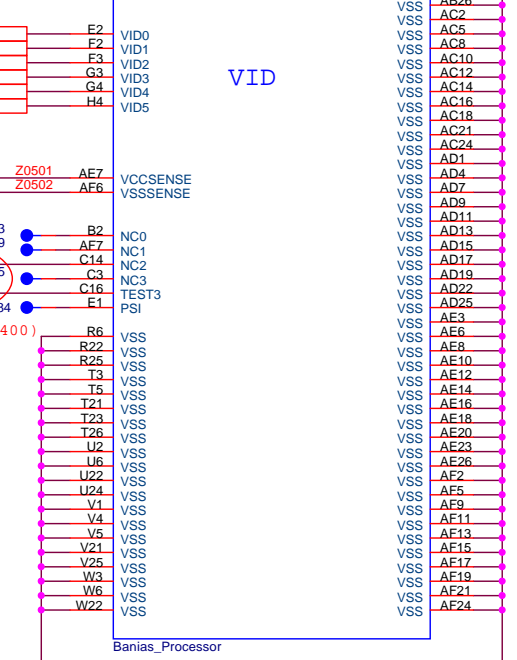 VSS AB26
VSS AC2
E2 VID0 VSS AC5
F2 VID1 VSS AC8
F3 VID2 VSS AC10
G3 VID3 VID VSS AC12
G4 VID4 VSS AC14
H4 VID5 VSS AC16
VSS AC18
VSS AC21
VSS AC24
VSS AD1
Z0501 AE7 VCCSENSE VSS AD4
Z0502 AF6 VSSSENSE VSS AD7
VSS AD9
VSS AD11
3 B2 NC0 VSS AD13
9 AF7 NC1 VSS AD15
C14 NC2 VSS AD17
5 C3 NC3 VSS AD19
C16 TEST3 VSS AD22
34 E1 PSI VSS AD25
VSS AE3
400) R6 VSS VSS AE6
R22 VSS VSS AE8
R25 VSS VSS AE10
T3 VSS VSS AE12
T5 VSS VSS AE14
T21 VSS VSS AE16
T23 VSS VSS AE18
T26 VSS VSS AE20
U2 VSS VSS AE23
U6 VSS VSS AE26
U22 VSS VSS AF2
U24 VSS VSS AF5
V1 VSS VSS AF9
V4 VSS VSS AF11
V5 VSS VSS AF13
V21 VSS VSS AF15
V25 VSS VSS AF17
W3 VSS VSS AF19
W6 VSS VSS AF21
W22 VSS VSS AF24
Banias_Processor